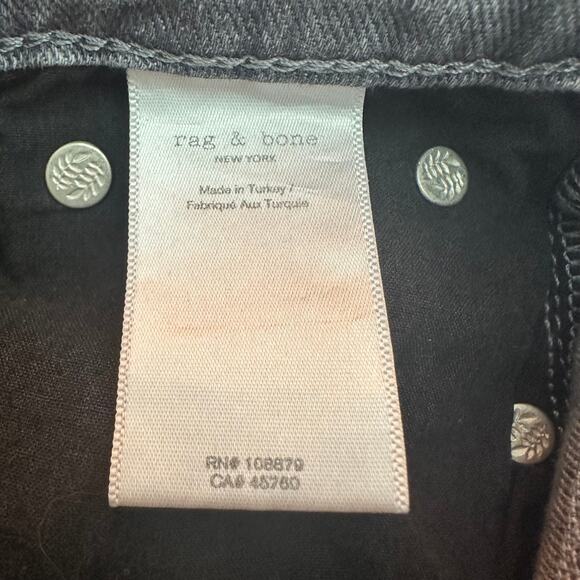 rag & bone
NEW YORK
Made in Turkey /
Fabriqué Aux Turquie
RN# 108879
CA# 45760